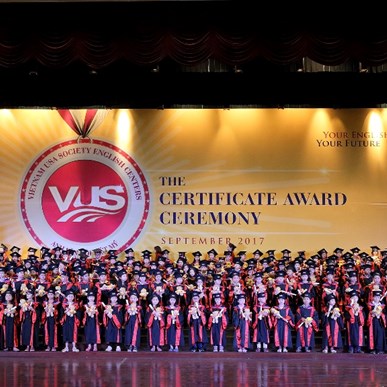 VIETNAM USA SOCIETY ENGLISH CENTERS
VUS
THE
CERTIFICATE AWARD
CEREMONY
SEPTEMBER 2017
YOUR ENGLISH
YOUR FUTURE